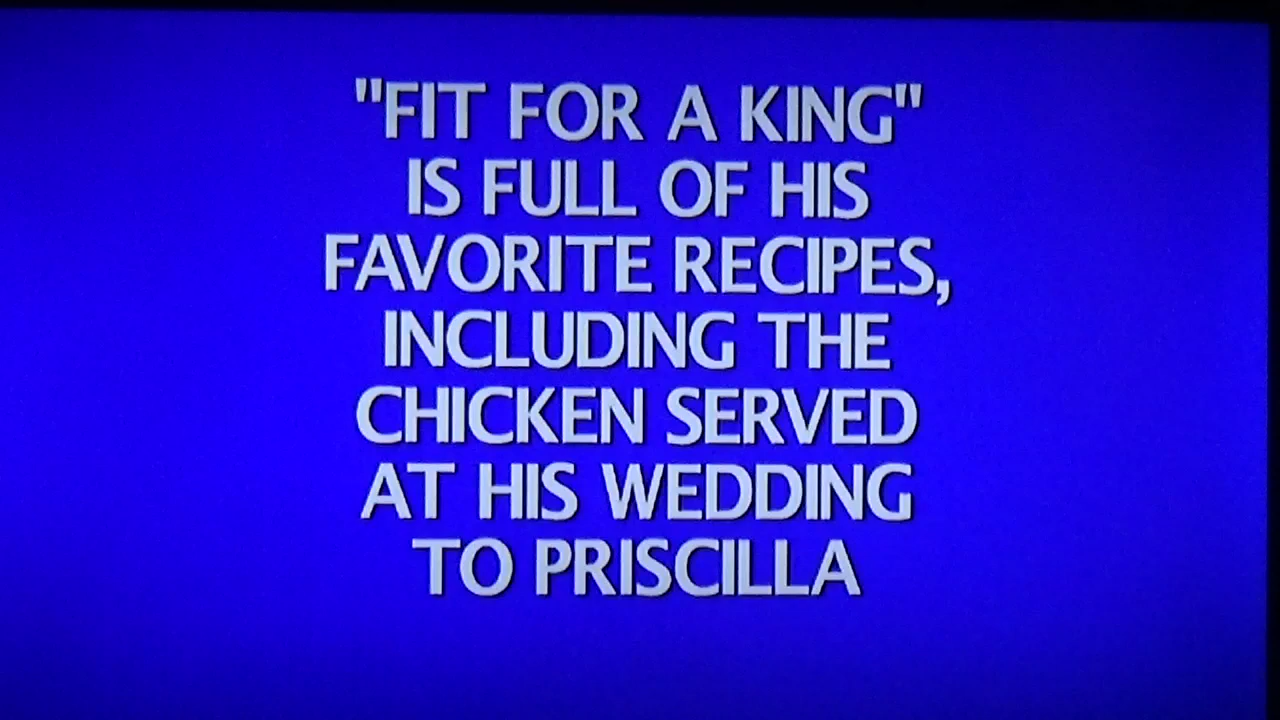 "FIT FOR A KING"
IS FULL OF HIS
FAVORITE RECIPES,
INCLUDING THE
CHICKEN SERVED
AT HIS WEDDING
TO PRISCILLA